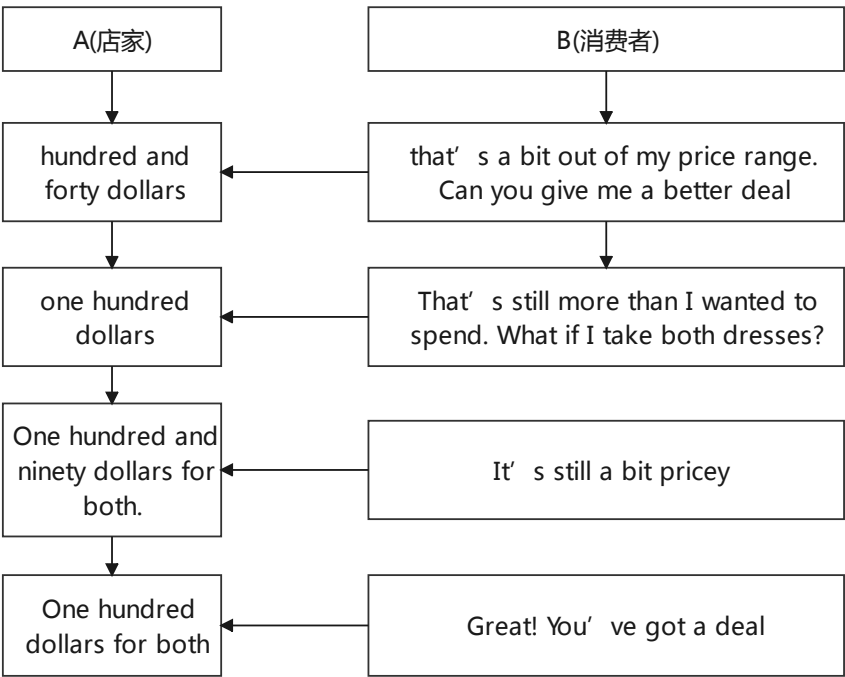 A(店家)
B(消费者)
hundred and
forty dollars
that’s a bit out of my price range.
Can you give me a better deal
one hundred
dollars
That’s still more than I wanted to
spend. What if I take both dresses?
One hundred and
ninety dollars for
both.
It’s still a bit pricey
One hundred
dollars for both
Great! You’ve got a deal